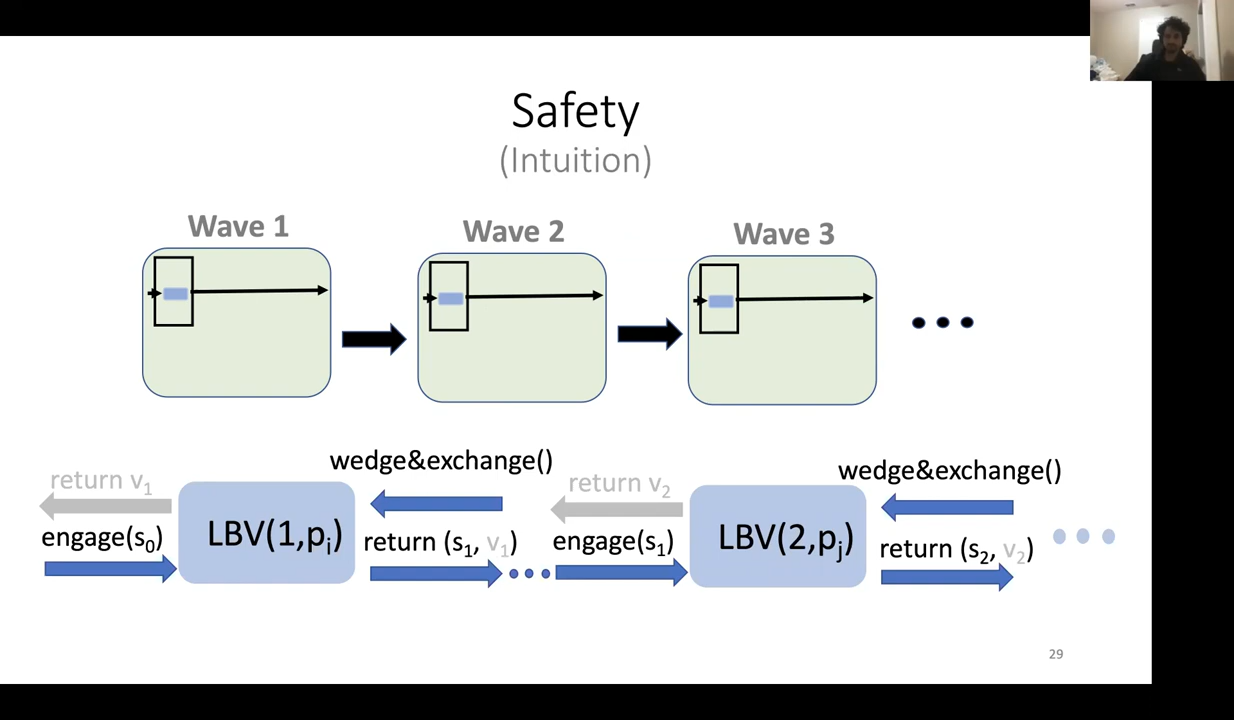 Safety
(Intuition)
Wave 1
Wave 2
Wave 3
wedge&exchange()
wedge&exchange()
return v₁
return v₂
LBV(1,pᵢ)
LBV(2,pⱼ)
engage(s₀)
return (s₁, v₁)
engage(s₁)
return (s₂, v₂)
29